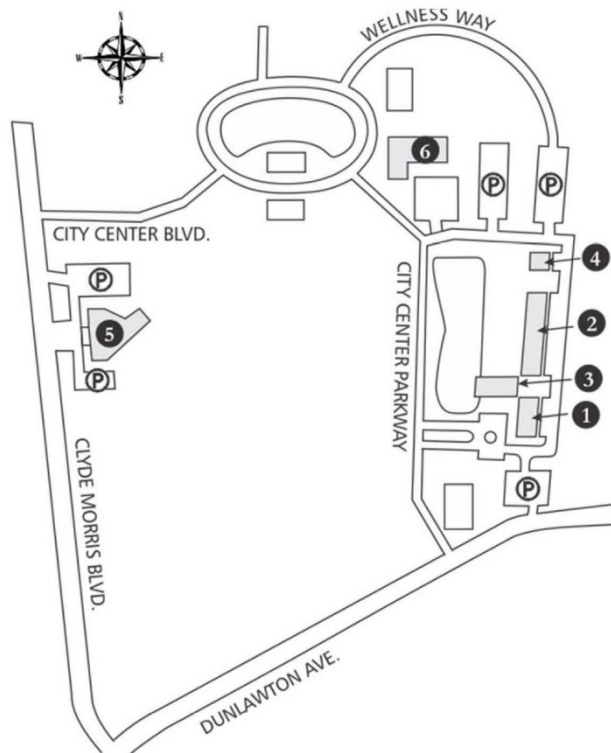 WELLNESS WAY
N
W E
S
6
P
P
CITY CENTER BLVD.
4
P
5
CITY CENTER PARKWAY
2
3
P
1
CLYDE MORRIS BLVD.
P
DUNLAWTON AVE.